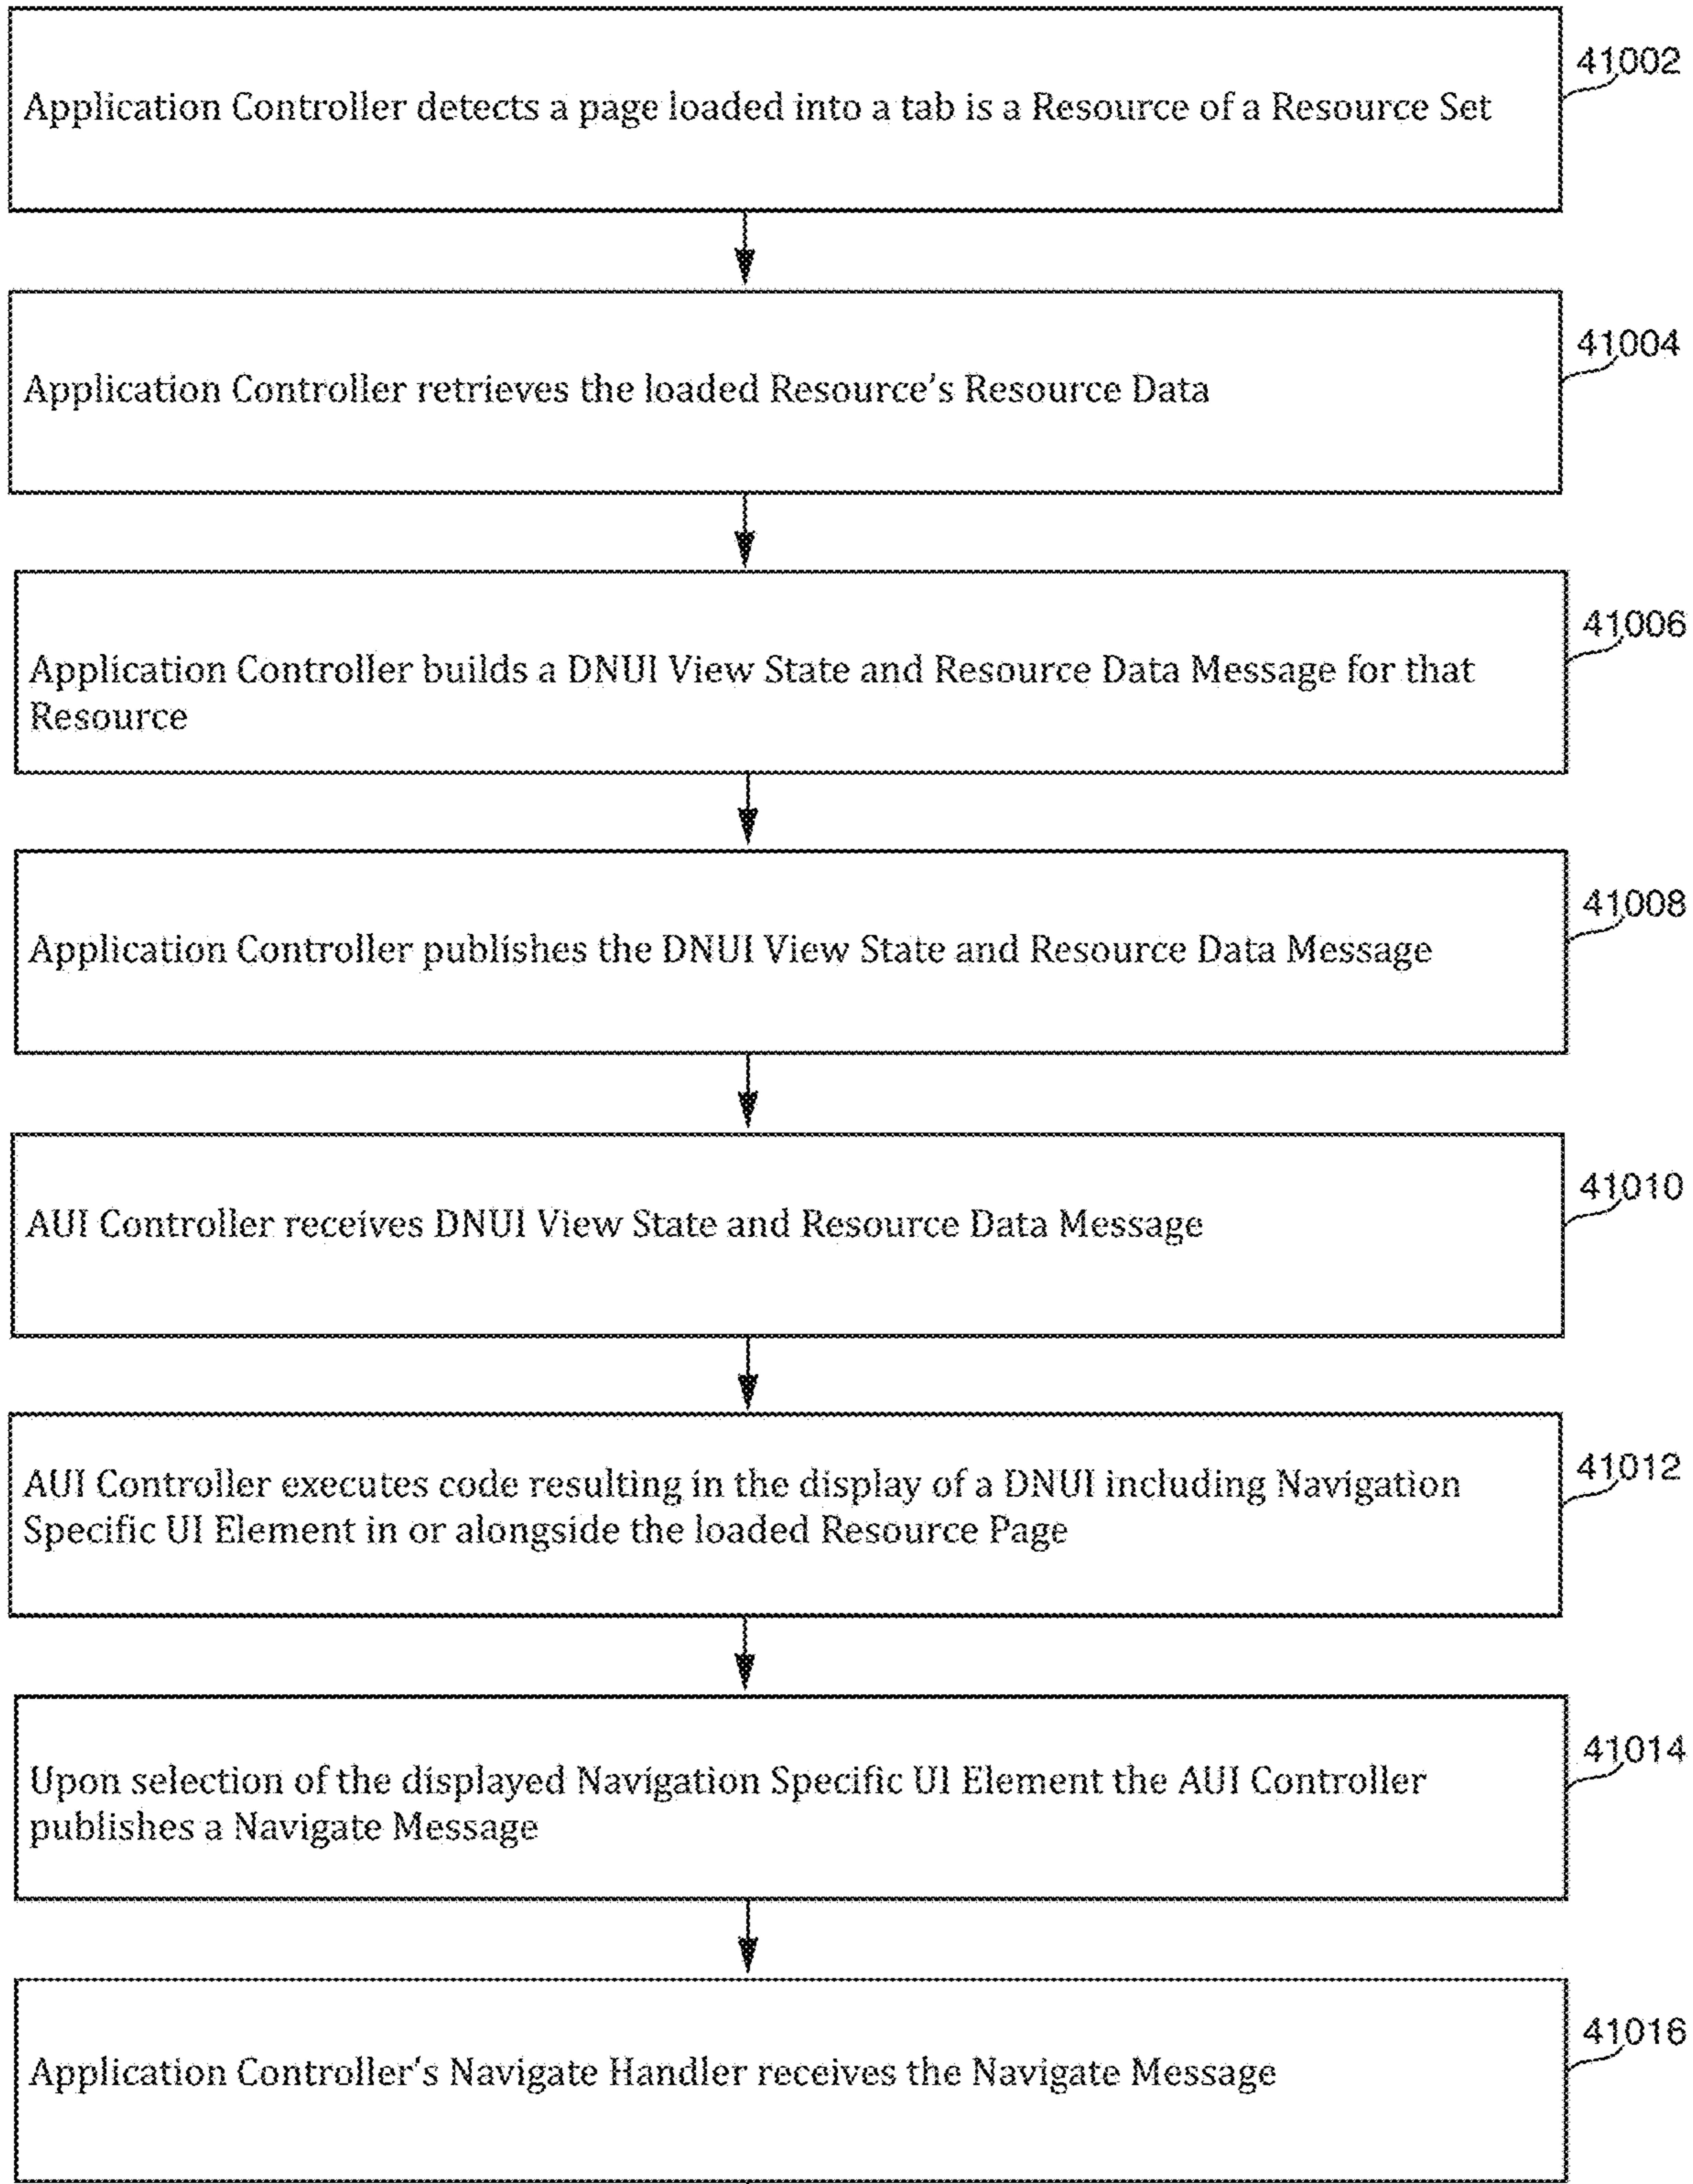 Application Controller detects a page loaded into a tab is a Resource of a Resource Set
41002
Application Controller retrieves the loaded Resource's Resource Data
41004
Application Controller builds a DNUI View State and Resource Data Message for that
Resource
41006
Application Controller publishes the DNUI View State and Resource Data Message
41008
AUI Controller receives DNUI View State and Resource Data Message
41010
AUI Controller executes code resulting in the display of a DNUI including Navigation
Specific UI Element in or alongside the loaded Resource Page
41012
Upon selection of the displayed Navigation Specific UI Element the AUI Controller
publishes a Navigate Message
41014
Application Controller's Navigate Handler receives the Navigate Message
41016